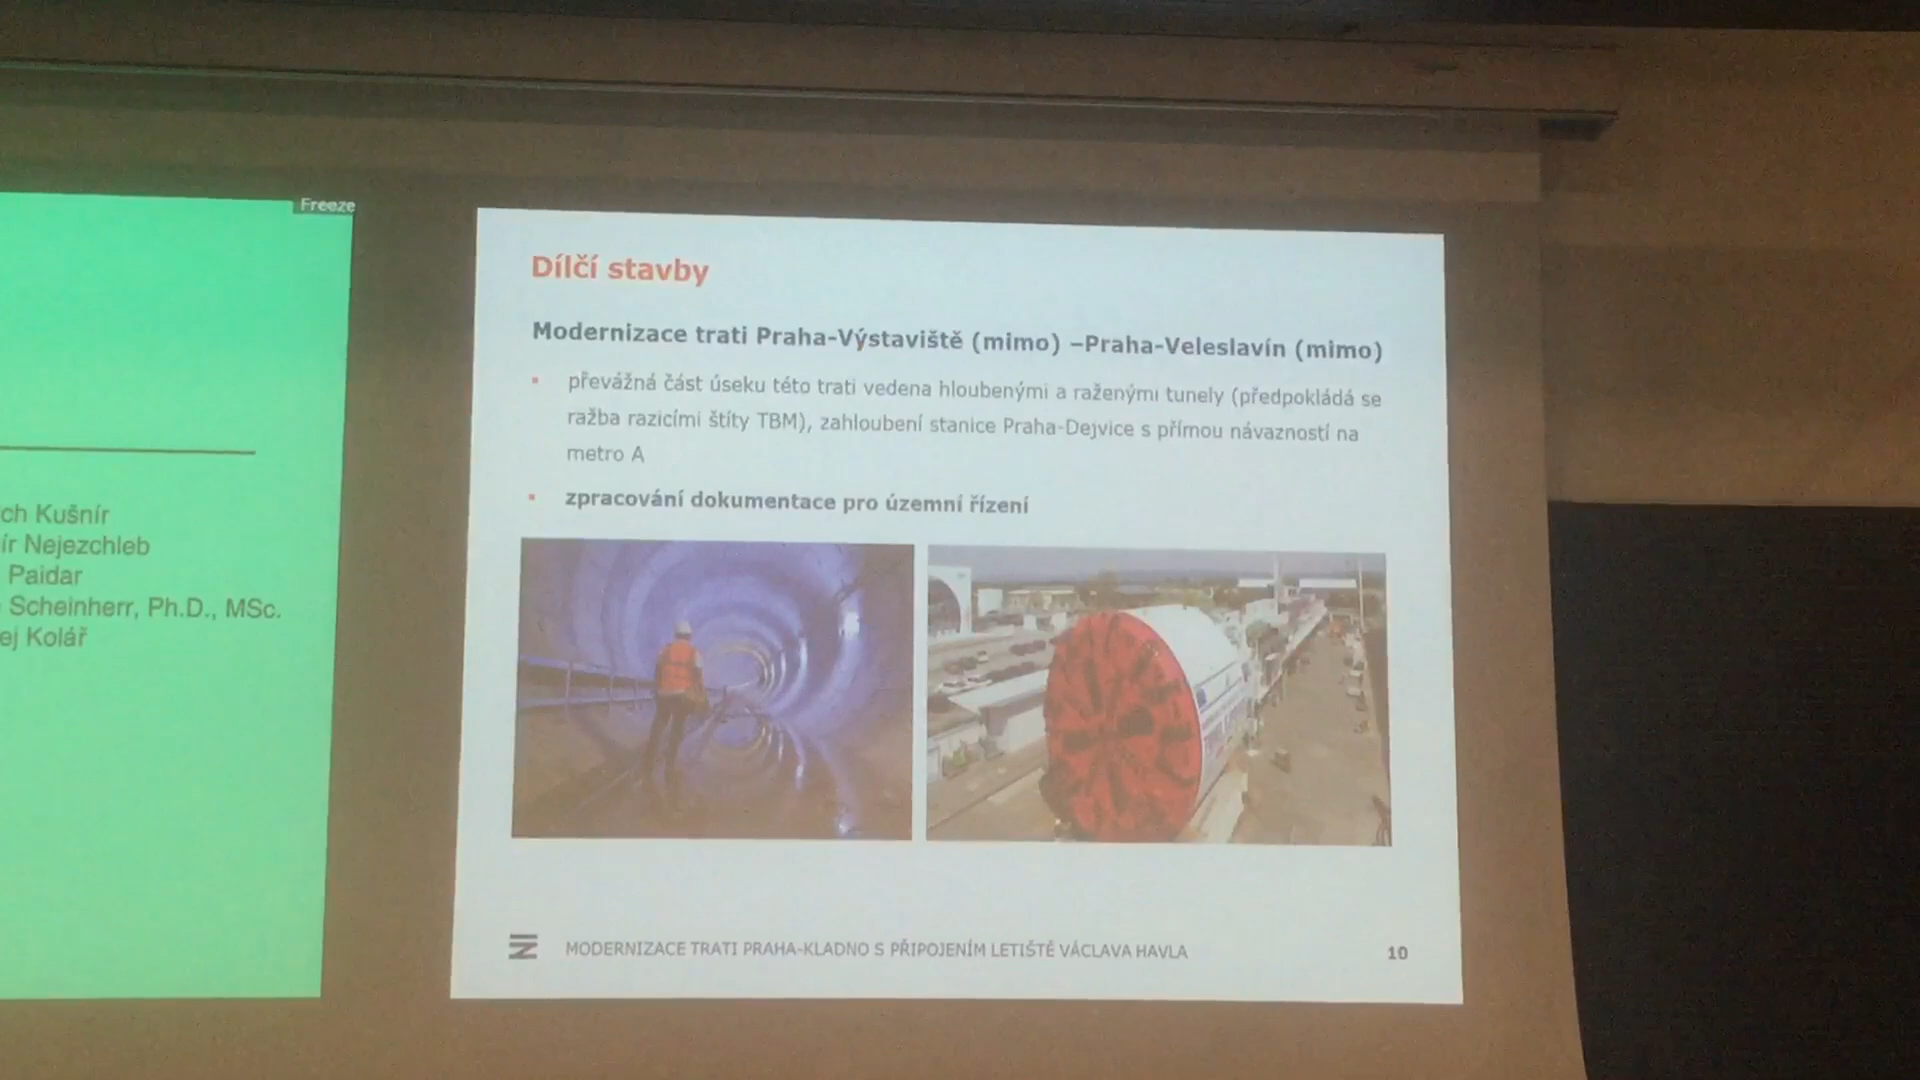 Freeze
ch Kušnír
ír Nejezchleb
Paidar
Scheinherr, Ph.D., MSc.
ej Kolář
Dílčí stavby
Modernizace trati Praha-Výstaviště (mimo) –Praha-Veleslavín (mimo)
převážná část úseku této trati vedena hloubenými a raženými tunely (předpokládá se
ražba razicími štíty TBM), zahloubení stanice Praha-Dejvice s přímou návazností na
metro A
zpracování dokumentace pro územní řízení
MODERNIZACE TRATI PRAHA-KLADNO S PŘIPOJENÍM LETIŠTĚ VÁCLAVA HAVLA
10